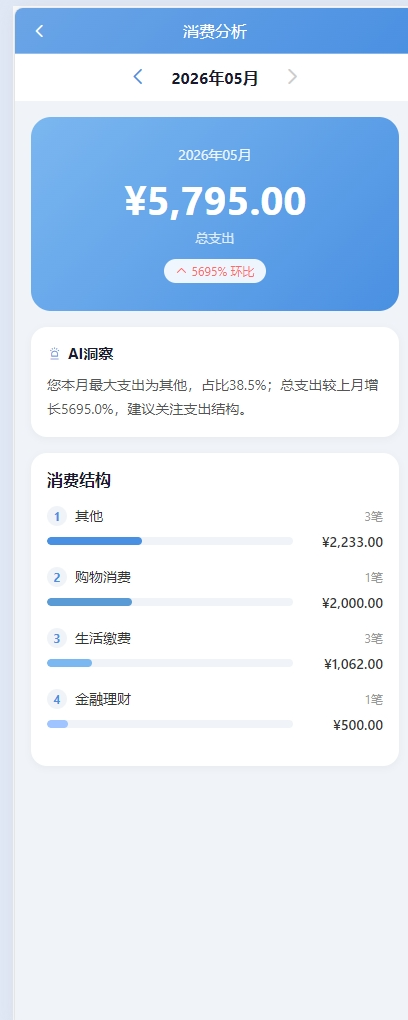 消费分析
2026年05月
2026年05月
¥5,795.00
总支出
5695% 环比
AI洞察
您本月最大支出为其他，占比38.5%；总支出较上月增
长5695.0%，建议关注支出结构。
消费结构
1 其他 3笔
¥2,233.00
2 购物消费 1笔
¥2,000.00
3 生活缴费 3笔
¥1,062.00
4 金融理财 1笔
¥500.00